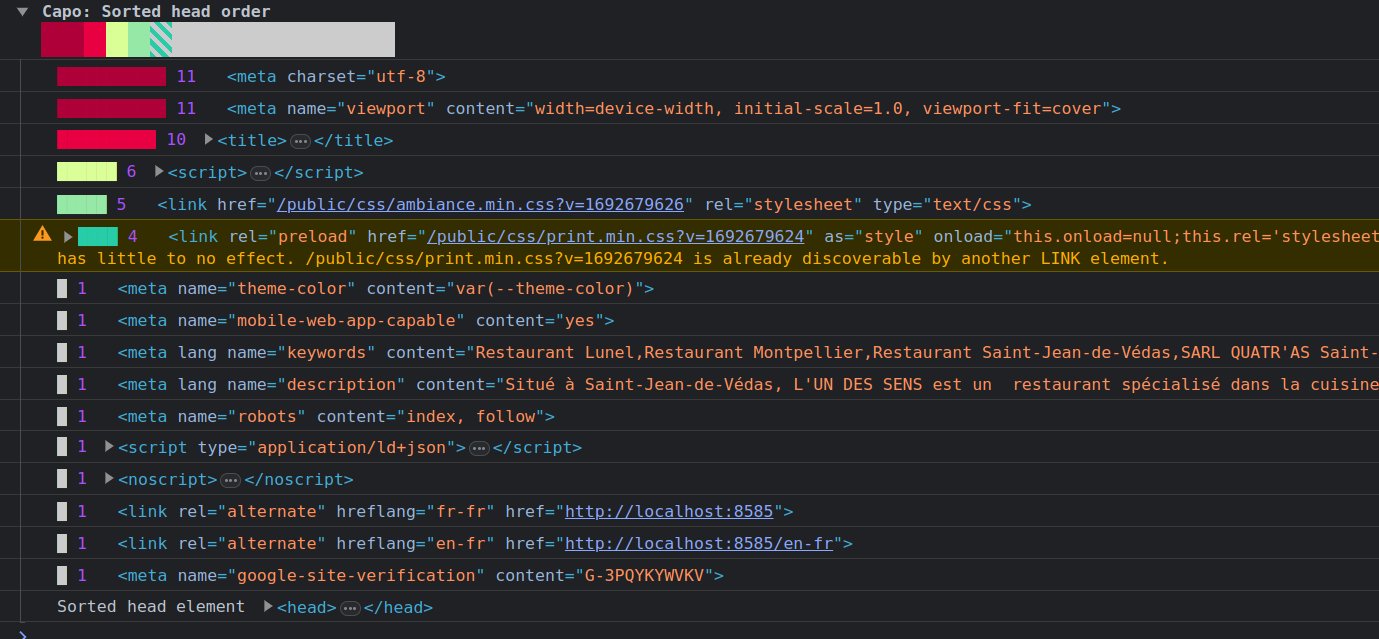 Capo: Sorted head order
11 <meta charset="utf-8">
11 <meta name="viewport" content="width=device-width, initial-scale=1.0, viewport-fit=cover">
10 <title>…</title>
6 <script>…</script>
5 <link href="/public/css/ambiance.min.css?v=1692679626" rel="stylesheet" type="text/css">
4 <link rel="preload" href="/public/css/print.min.css?v=1692679624" as="style" onload="this.onload=null;this.rel='stylesheet
has little to no effect. /public/css/print.min.css?v=1692679624 is already discoverable by another LINK element.
1 <meta name="theme-color" content="var(--theme-color)">
1 <meta name="mobile-web-app-capable" content="yes">
1 <meta lang name="keywords" content="Restaurant Lunel,Restaurant Montpellier,Restaurant Saint-Jean-de-Védas,SARL QUATR'AS Saint-
1 <meta lang name="description" content="Situé à Saint-Jean-de-Védas, L'UN DES SENS est un  restaurant spécialisé dans la cuisine
1 <meta name="robots" content="index, follow">
1 <script type="application/ld+json">…</script>
1 <noscript>…</noscript>
1 <link rel="alternate" hreflang="fr-fr" href="http://localhost:8585">
1 <link rel="alternate" hreflang="en-fr" href="http://localhost:8585/en-fr">
1 <meta name="google-site-verification" content="G-3PQYKYWVKV">
Sorted head element <head>…</head>